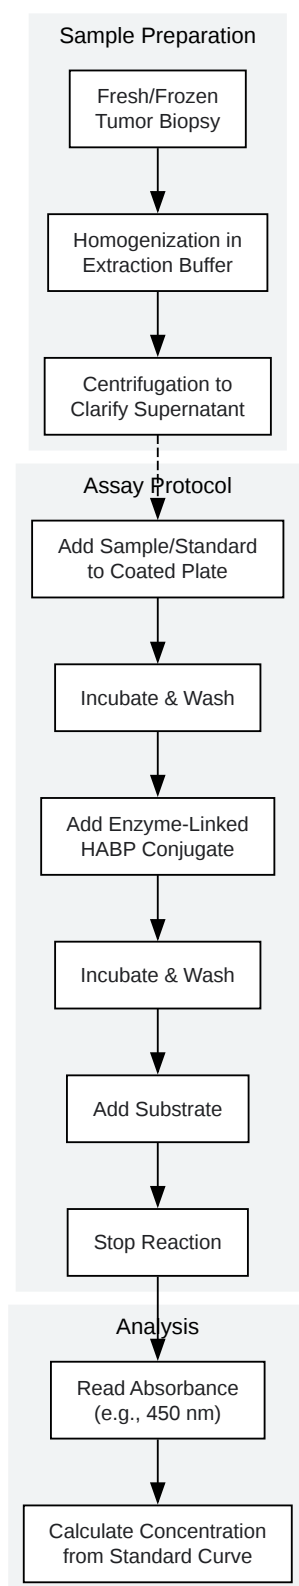 Sample Preparation
Fresh/Frozen
Tumor Biopsy
Homogenization in
Extraction Buffer
Centrifugation to
Clarify Supernatant
Assay Protocol
Add Sample/Standard
to Coated Plate
Incubate & Wash
Add Enzyme-Linked
HABP Conjugate
Incubate & Wash
Add Substrate
Stop Reaction
Analysis
Read Absorbance
(e.g., 450 nm)
Calculate Concentration
from Standard Curve